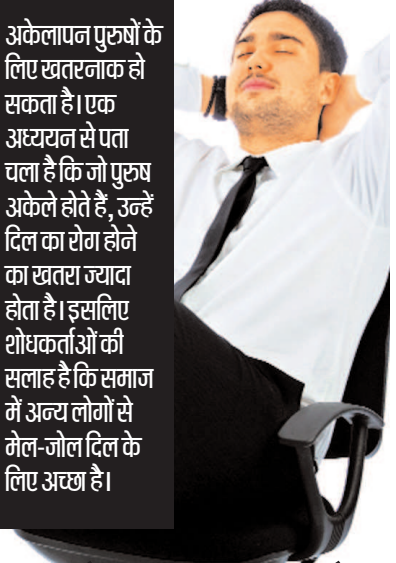 अकेलापन पुरुषों के
लिए खतरनाक हो
सकता है। एक
अध्ययन से पता
चला है कि जो पुरुष
अकेले होते हैं, उन्हें
दिल का रोग होने
का खतरा ज्यादा
होता है। इसलिए
शोधकर्ताओं की
सलाह है कि समाज
में अन्य लोगों से
मेल-जोल दिल के
लिए अच्छा है।